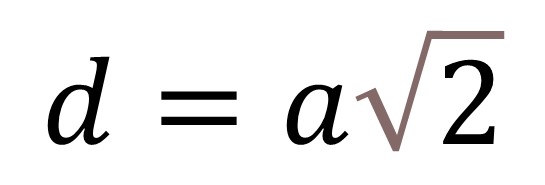 d = a√2